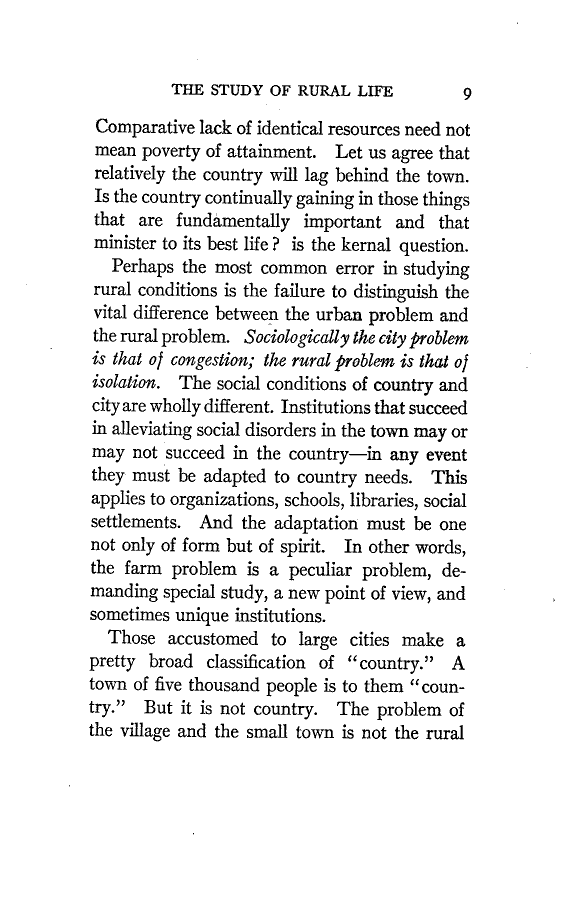 THE STUDY OF RURAL LIFE 9
Comparative lack of identical resources need not
mean poverty of attainment. Let us agree that
relatively the country will lag behind the town.
Is the country continually gaining in those things
that are fundamentally important and that
minister to its best life? is the kernal question.
Perhaps the most common error in studying
rural conditions is the failure to distinguish the
vital difference between the urban problem and
the rural problem. Sociologically the city problem
is that of congestion; the rural problem is that of
isolation. The social conditions of country and
city are wholly different. Institutions that succeed
in alleviating social disorders in the town may or
may not succeed in the country—in any event
they must be adapted to country needs. This
applies to organizations, schools, libraries, social
settlements. And the adaptation must be one
not only of form but of spirit. In other words,
the farm problem is a peculiar problem, de-
manding special study, a new point of view, and
sometimes unique institutions.
Those accustomed to large cities make a
pretty broad classification of "country." A
town of five thousand people is to them "coun-
try." But it is not country. The problem of
the village and the small town is not the rural